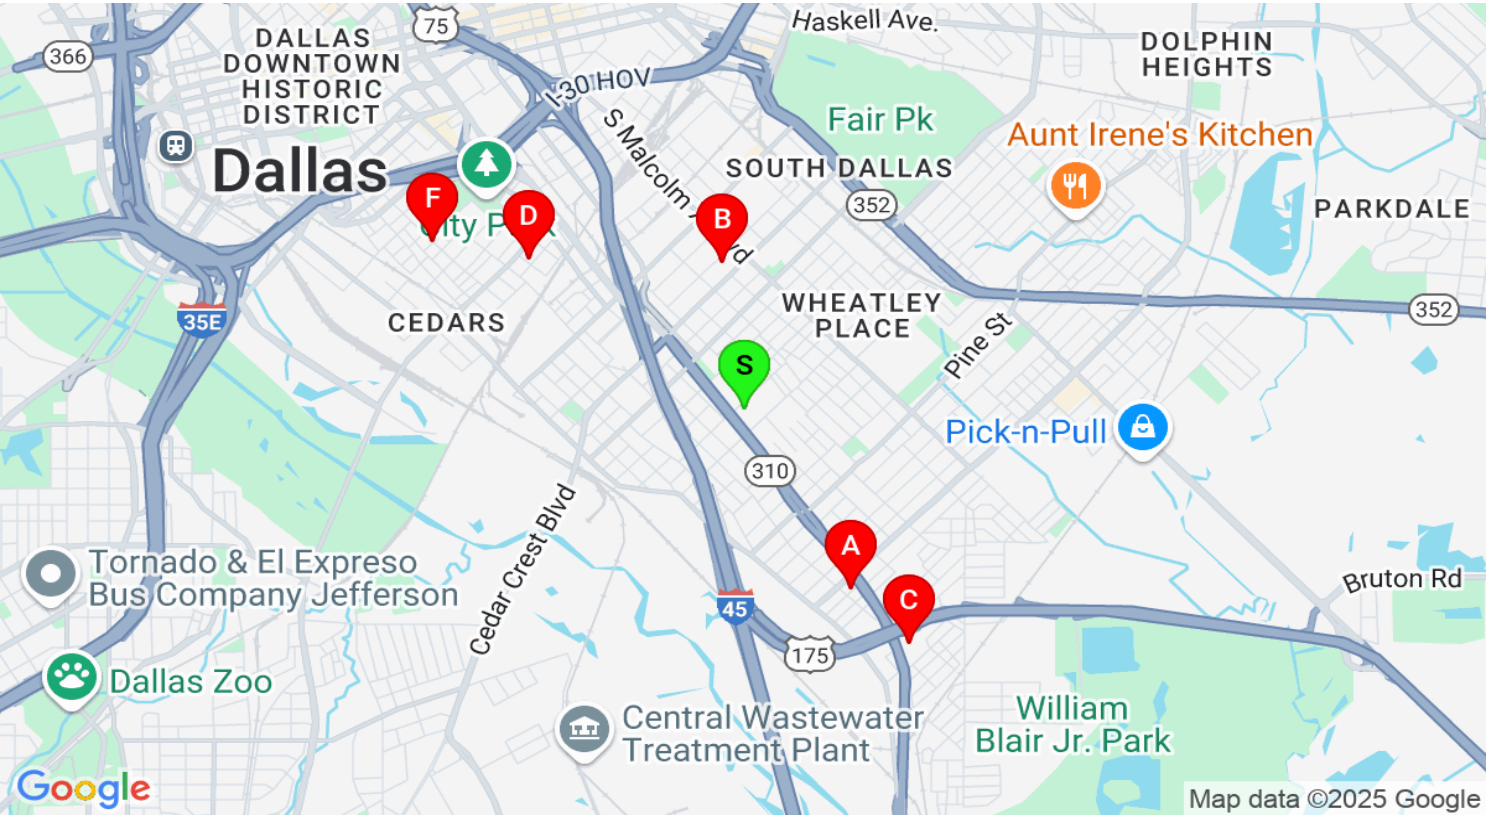 75
Haskell Ave.
366
DALLAS
DOWNTOWN
HISTORIC
DISTRICT
DOLPHIN
HEIGHTS
I-30 HOV
Fair Pk
Aunt Irene's Kitchen
S Malcolm
Blvd
SOUTH DALLAS
Dallas
352
PARKDALE
F
D
B
City Park
CEDARS
WHEATLEY
PLACE
352
35E
Pine St
S
Pick-n-Pull
310
Cedar Crest Blvd
A
Tornado & El Expreso
Bus Company Jefferson
Bruton Rd
C
45
175
Dallas Zoo
Central Wastewater
Treatment Plant
William
Blair Jr. Park
Google
Map data ©2025 Google